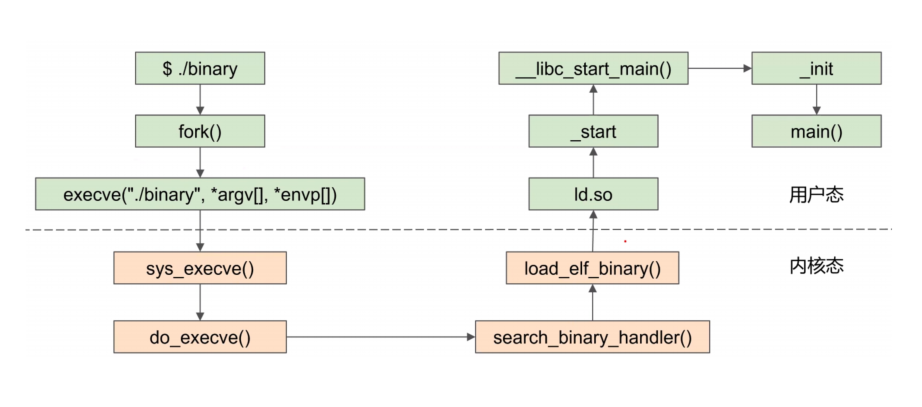 $ ./binary
fork()
execve("./binary", *argv[], *envp[])
sys_execve()
do_execve()
search_binary_handler()
load_elf_binary()
ld.so
_start
__libc_start_main()
_init
main()
用户态
内核态